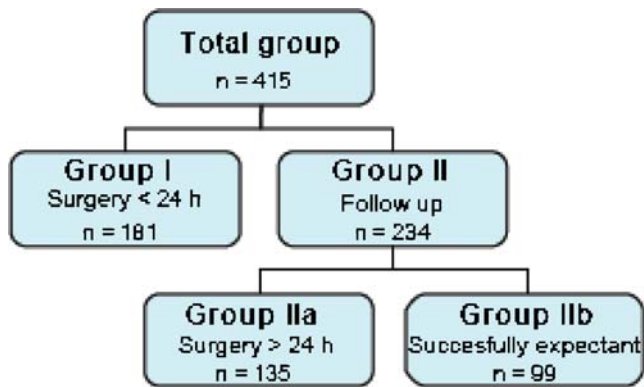 Total group
n = 415
Group I
Surgery < 24 h
n = 181
Group II
Follow up
n = 234
Group IIa
Surgery > 24 h
n = 135
Group IIb
Succesfully expectant
n = 99